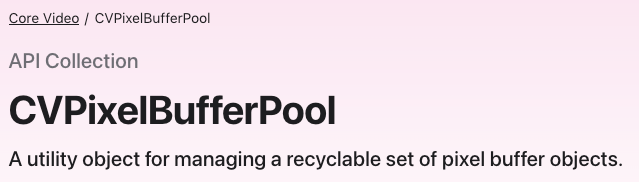 Core Video / CVPixelBufferPool
API Collection
CVPixelBufferPool
A utility object for managing a recyclable set of pixel buffer objects.